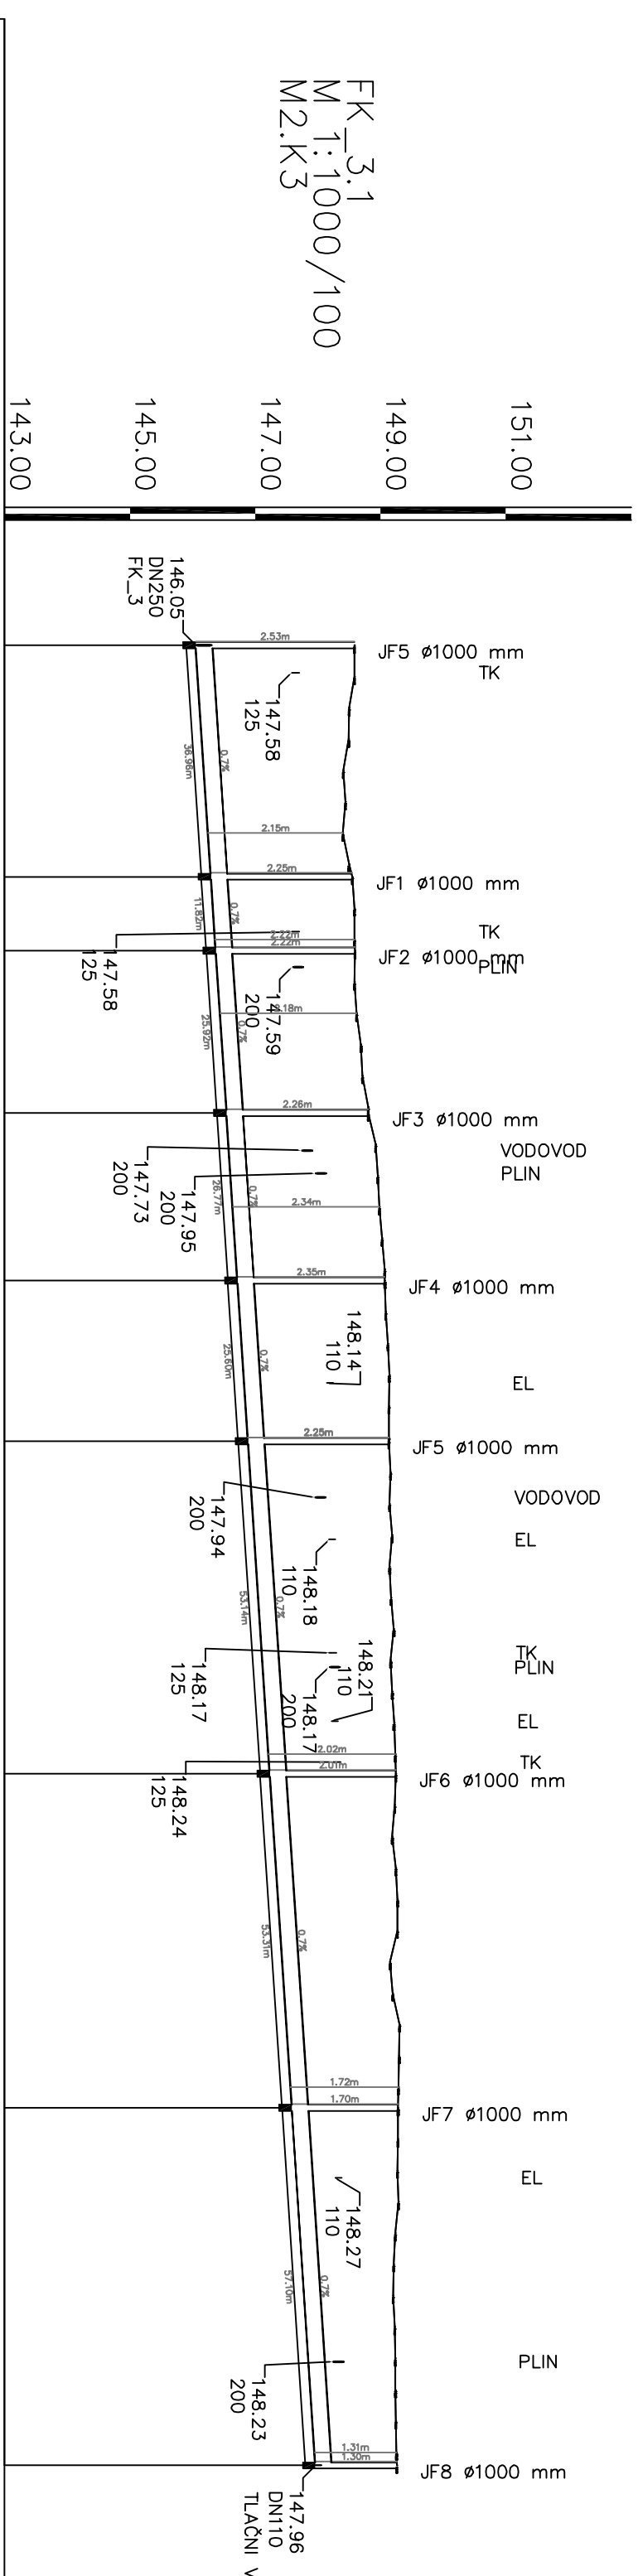 FK_3.1
M 1:1000/100
M2.K3
151.00
149.00
147.00
145.00
143.00
JF5 ø1000 mm
TK
2.53m
146.05
DN250
FK_3
147.58
125
0.7%
36.96m
2.15m
2.25m
JF1 ø1000 mm
0.7%
11.82m
TK
2.22m
2.22m
JF2 ø1000 mm
PLIN
147.58
125
147.59
200
2.18m
0.7%
25.92m
2.26m
JF3 ø1000 mm
VODOVOD
PLIN
147.73
200
147.95
200
0.7%
26.77m
2.34m
2.35m
JF4 ø1000 mm
148.14
110
0.7%
25.60m
EL
2.25m
JF5 ø1000 mm
VODOVOD
147.94
200
EL
148.18
110
0.7%
53.14m
TK
PLIN
148.21
110
148.17
125
148.17
200
EL
2.02m
TK
2.01m
JF6 ø1000 mm
148.24
125
0.7%
53.31m
1.72m
1.70m
JF7 ø1000 mm
EL
148.27
110
0.7%
57.10m
PLIN
148.23
200
1.31m
1.30m
JF8 ø1000 mm
147.96
DN110
TLAČNI V